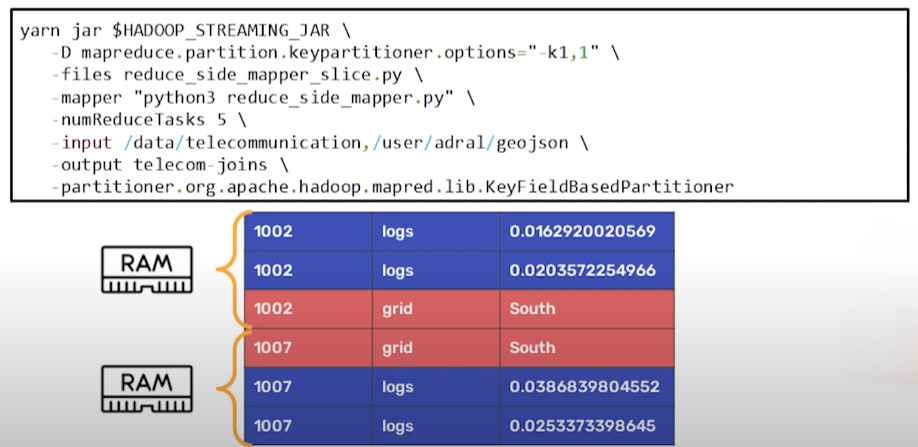 yarn jar $HADOOP_STREAMING_JAR \
-D mapreduce.partition.keypartitioner.options="-k1,1" \
-files reduce_side_mapper_slice.py \
-mapper "python3 reduce_side_mapper.py" \
-numReduceTasks 5 \
-input /data/telecommunication,/user/adral/geojson \
-output telecom-joins \
-partitioner.org.apache.hadoop.mapred.lib.KeyFieldBasedPartitioner
1002 logs 0.0162920020569
RAM
1002 logs 0.0203572254966
1002 grid South
1007 grid South
RAM
1007 logs 0.0386839804552
1007 logs 0.0253373398645